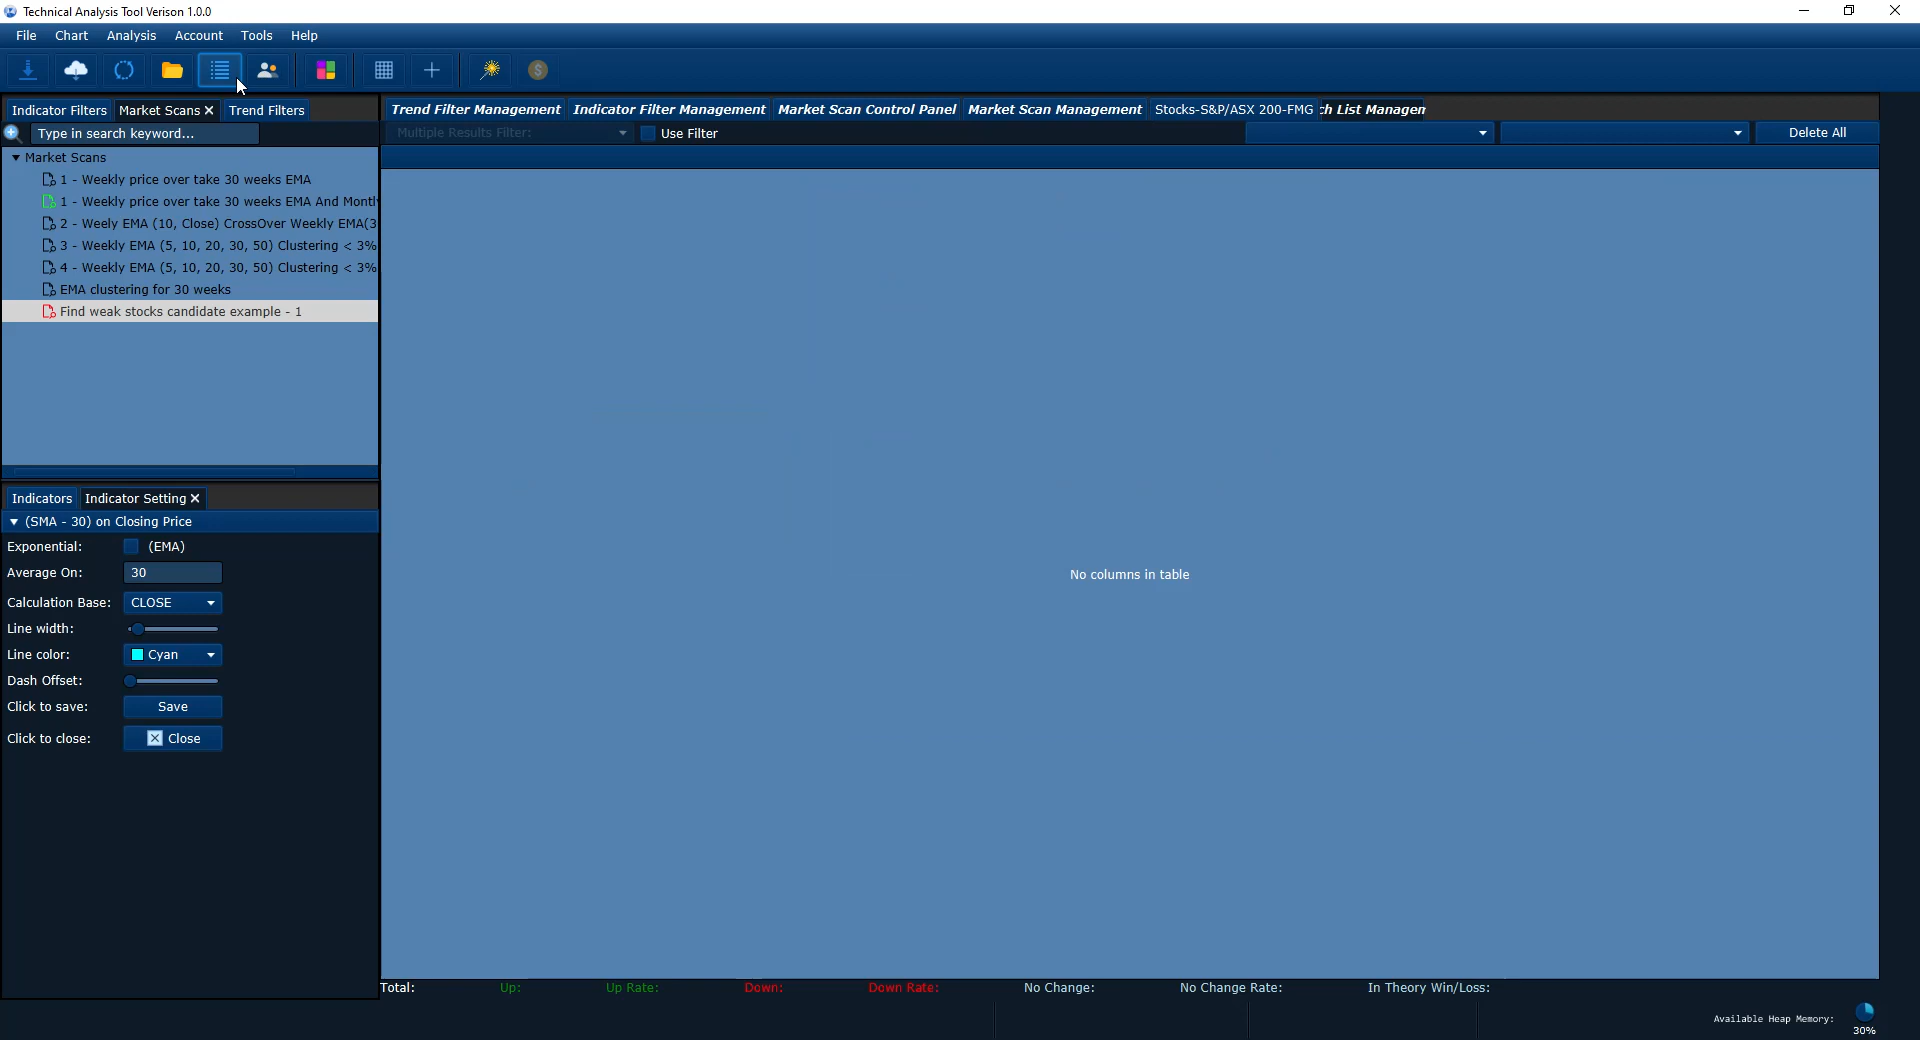 Technical Analysis Tool Verison 1.0.0
File Chart Analysis Account Tools Help
Indicator Filters Market Scans Trend Filters
Trend Filter Management Indicator Filter Management Market Scan Control Panel Market Scan Management Stocks-S&P/ASX 200-FMG ch List Managen
Type in search keyword...
Multiple Results Filter: Use Filter Delete All
Market Scans
1 - Weekly price over take 30 weeks EMA
1 - Weekly price over take 30 weeks EMA And Montl
2 - Weely EMA (10, Close) CrossOver Weekly EMA(3
3 - Weekly EMA (5, 10, 20, 30, 50) Clustering < 3%
4 - Weekly EMA (5, 10, 20, 30, 50) Clustering < 3%
EMA clustering for 30 weeks
Find weak stocks candidate example - 1
No columns in table
Indicators Indicator Setting
(SMA - 30) on Closing Price
Exponential: (EMA)
Average On: 30
Calculation Base: CLOSE
Line width:
Line color: Cyan
Dash Offset:
Click to save: Save
Click to close: Close
Total: Up: Up Rate: Down: Down Rate: No Change: No Change Rate: In Theory Win/Loss:
Available Heap Memory:
30%